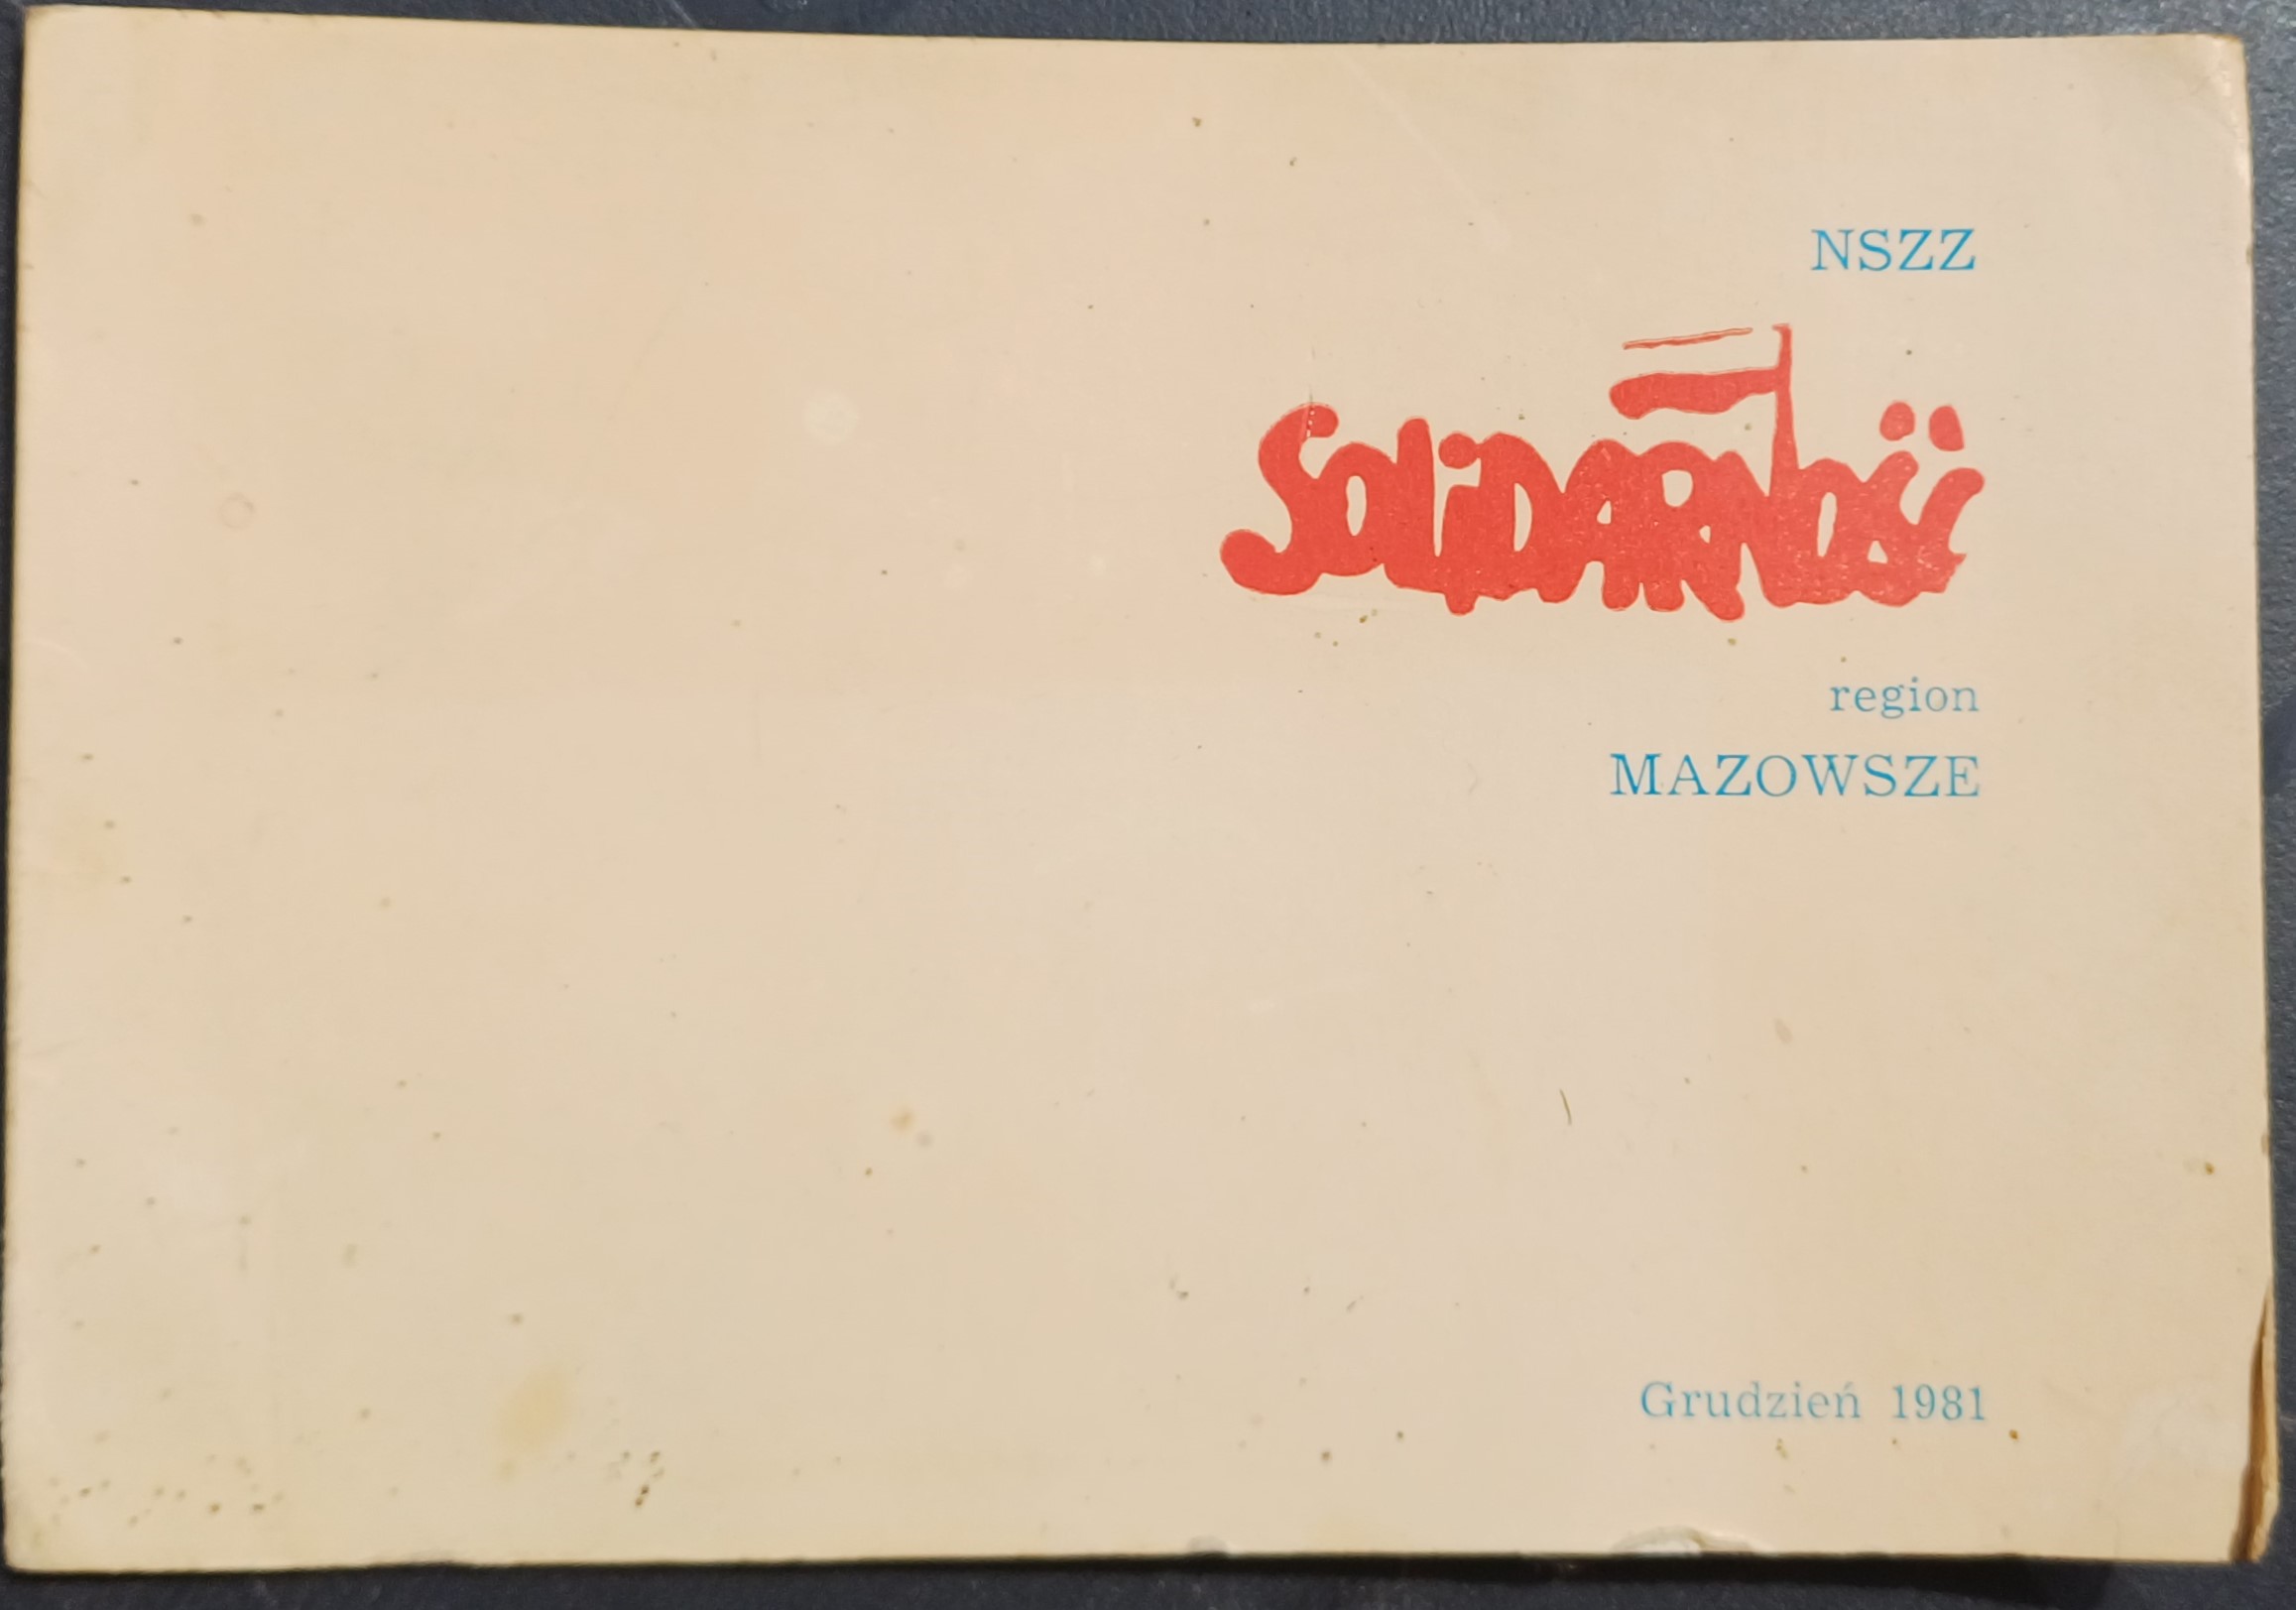 NSZZ
SOLiDARNOŚĆ
region
MAZOWSZE
Grudzień 1981